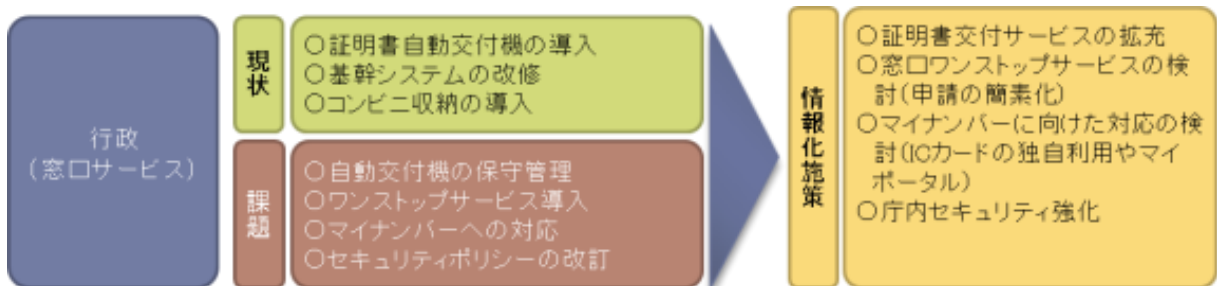 行政
(窓口サービス)
現状
○証明書自動交付機の導入
○基幹システムの改修
○コンビニ収納の導入
課題
○自動交付機の保守管理
○ワンストップサービス導入
○マイナンバーへの対応
○セキュリティポリシーの改訂
情報化施策
○証明書交付サービスの拡充
○窓口ワンストップサービスの検
討(申請の簡素化)
○マイナンバーに向けた対応の検
討(ICカードの独自利用やマイ
ポータル)
○庁内セキュリティ強化